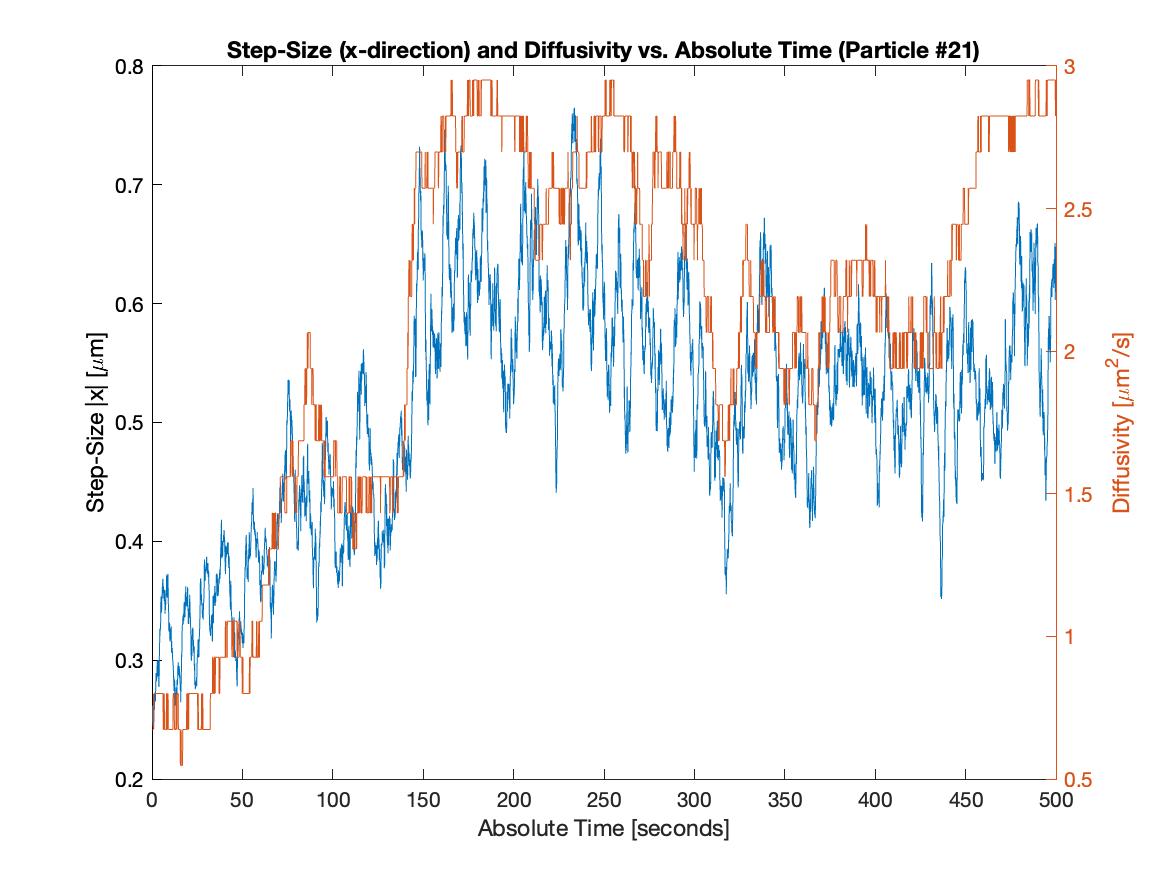 Step-Size (x-direction) and Diffusivity vs. Absolute Time (Particle #21)
0.8
0.7
0.6
0.5
0.4
0.3
0.2
Step-Size |x| [μm]
3
2.5
2
1.5
1
0.5
Diffusivity [μm²/s]
0 50 100 150 200 250 300 350 400 450 500
Absolute Time [seconds]